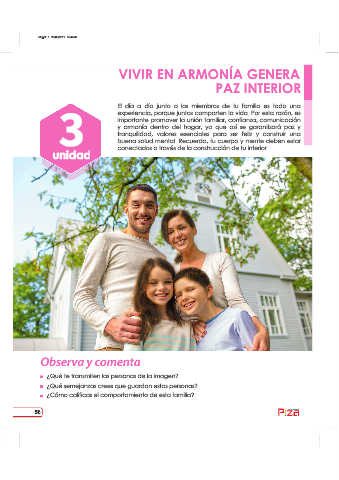 VIVIR EN ARMONÍA GENERA
PAZ INTERIOR
3
unidad
El día a día junto a los miembros de tu familia es toda una
experiencia, porque juntos comparten la vida. Por esta razón, es
importante promover la unión familiar, confianza, comunicación
y armonía dentro del hogar, ya que así se garantizará paz y
tranquilidad, valores esenciales para ser feliz y construir una
buena salud mental. Recuerda, tu cuerpo y mente deben estar
conectados a través de la construcción de tu interior.
Observa y comenta
¿Qué te transmiten las personas de la imagen?
¿Qué semejanzas crees que guardan estas personas?
¿Cómo calificas el comportamiento de esta familia?
56